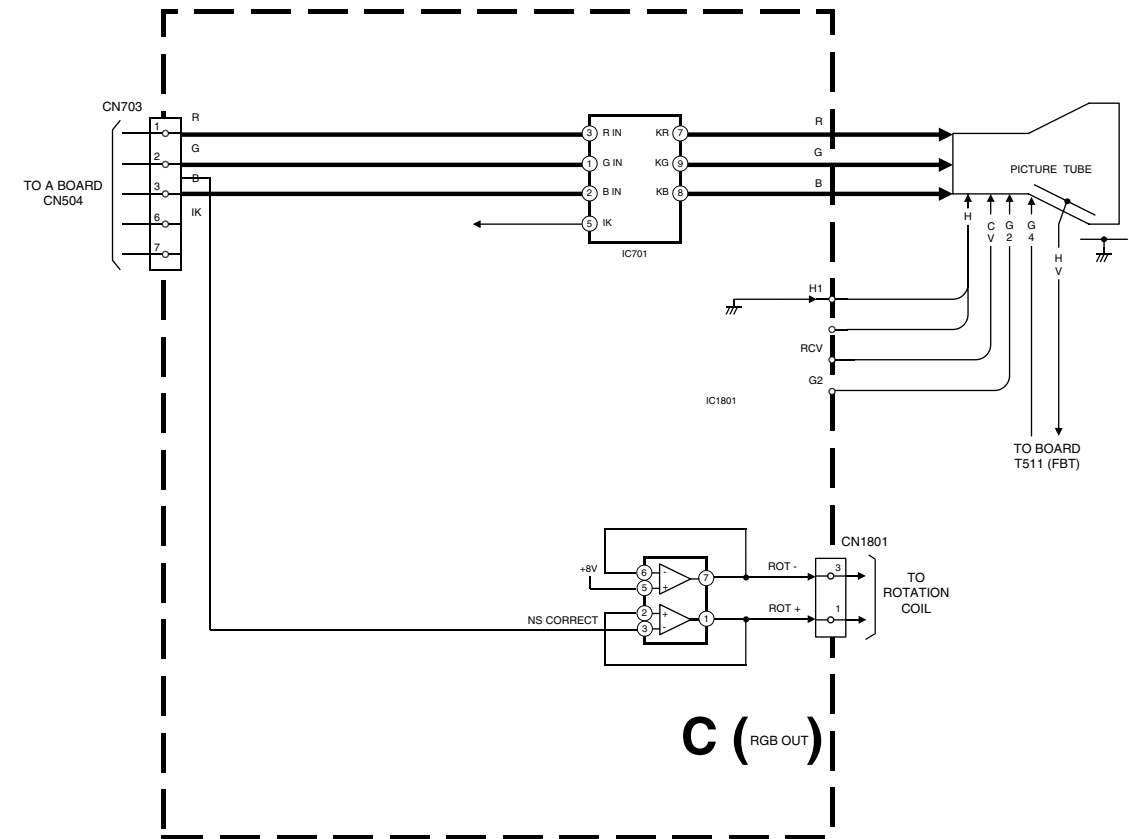 CN703
TO A BOARD
CN504
1
2
3
6
7
R
G
B
IK
3 R IN
1 G IN
2 B IN
5 IK
KR 7
KG 9
KB 8
IC701
R
G
B
PICTURE TUBE
H
C
V
G
2
G
4
H
V
H1
RCV
G2
IC1801
TO BOARD
T511 (FBT)
CN1801
+8V
6 -
5 +
7
2 +
3 -
1
NS CORRECT
ROT -
ROT +
3
1
TO
ROTATION
COIL
C (RGB OUT)